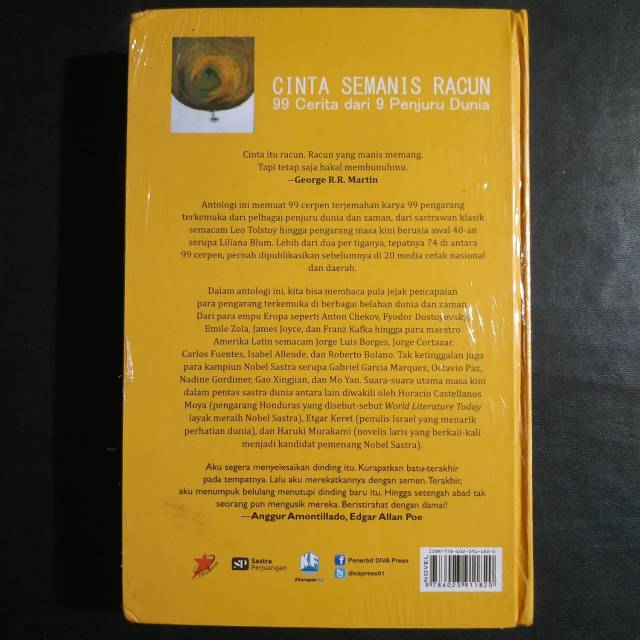 CINTA SEMANIS RACUN
99 Cerita dari 9 Penjuru Dunia
Cinta itu racun. Racun yang manis memang.
Tapi tetap saja bakal membunuhmu.
—George R.R. Martin
Antologi ini memuat 99 cerpen terjemahan karya 99 pengarang
terkemuka dari pelbagai penjuru dunia dan zaman, dari sastrawan klasik
semacam Leo Tolstoy hingga pengarang masa kini berusia awal 40-an
serupa Liliana Blum. Lebih dari dua per tiganya, tepatnya 74 di antara
99 cerpen, pernah dipublikasikan sebelumnya di 20 media cetak nasional
dan daerah.
Dalam antologi ini, kita bisa membaca pula jejak pencapaian
para pengarang terkemuka di berbagai belahan dunia dan zaman.
Dari para empu Eropa seperti Anton Chekov, Fyodor Dostoyevski,
Emile Zola, James Joyce, dan Franz Kafka hingga para maestro
Amerika Latin semacam Jorge Luis Borges, Jorge Cortazar,
Carlos Fuentes, Isabel Allende, dan Roberto Bolano. Tak ketinggalan juga
para kampiun Nobel Sastra serupa Gabriel Garcia Marquez, Octavio Paz,
Nadine Gordimer, Gao Xingjian, dan Mo Yan. Suara-suara utama masa kini
dalam pentas sastra dunia antara lain diwakili oleh Horacio Castellanos
Moya (pengarang Honduras yang disebut-sebut World Literature Today
layak meraih Nobel Sastra), Etgar Keret (penulis Israel yang menarik
perhatian dunia), dan Haruki Murakami (novelis laris yang berkali-kali
menjadi kandidat pemenang Nobel Sastra).
Aku segera menyelesaikan dinding itu. Kurapatkan batu-terakhir
pada tempatnya. Lalu aku merekatkannya dengan semen. Terakhir,
aku menumpuk belulang menutupi dinding baru itu. Hingga setengah abad tak
seorang pun mengusik mereka. Beristirahat dengan damai!
—Anggur Amontillado, Edgar Allan Poe
SP Sastra
Perjuangan
KF
#KampusFiksi
Penerbit DIVA Press
divapress01
NOVEL
ISBN: 978-602-391-182-0
9786023911820